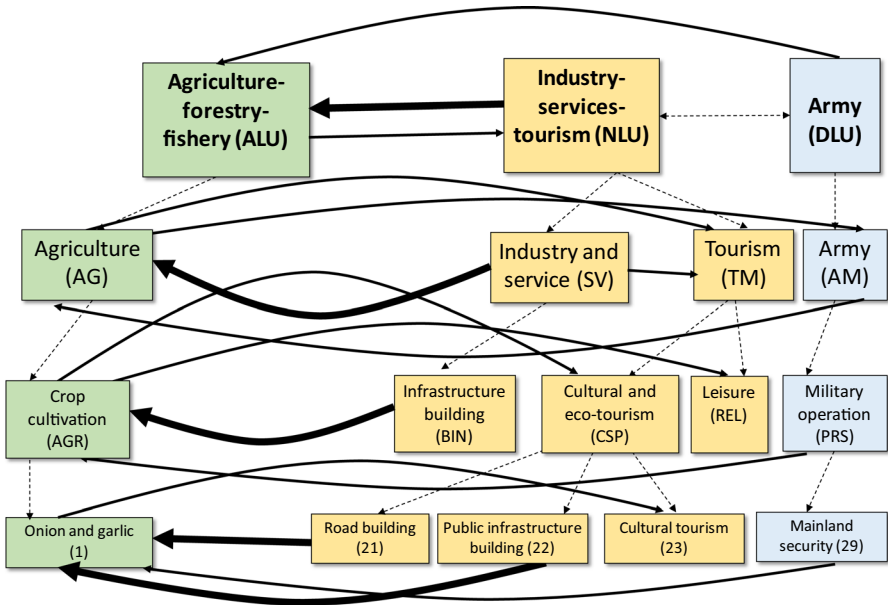 Agriculture-
forestry-
fishery (ALU)
Industry-
services-
tourism (NLU)
Army
(DLU)
Agriculture
(AG)
Industry and
service (SV)
Tourism
(TM)
Army
(AM)
Crop
cultivation
(AGR)
Infrastructure
building
(BIN)
Cultural and
eco-tourism
(CSP)
Leisure
(REL)
Military
operation
(PRS)
Onion and garlic
(1)
Road building
(21)
Public infrastructure
building (22)
Cultural tourism
(23)
Mainland
security (29)